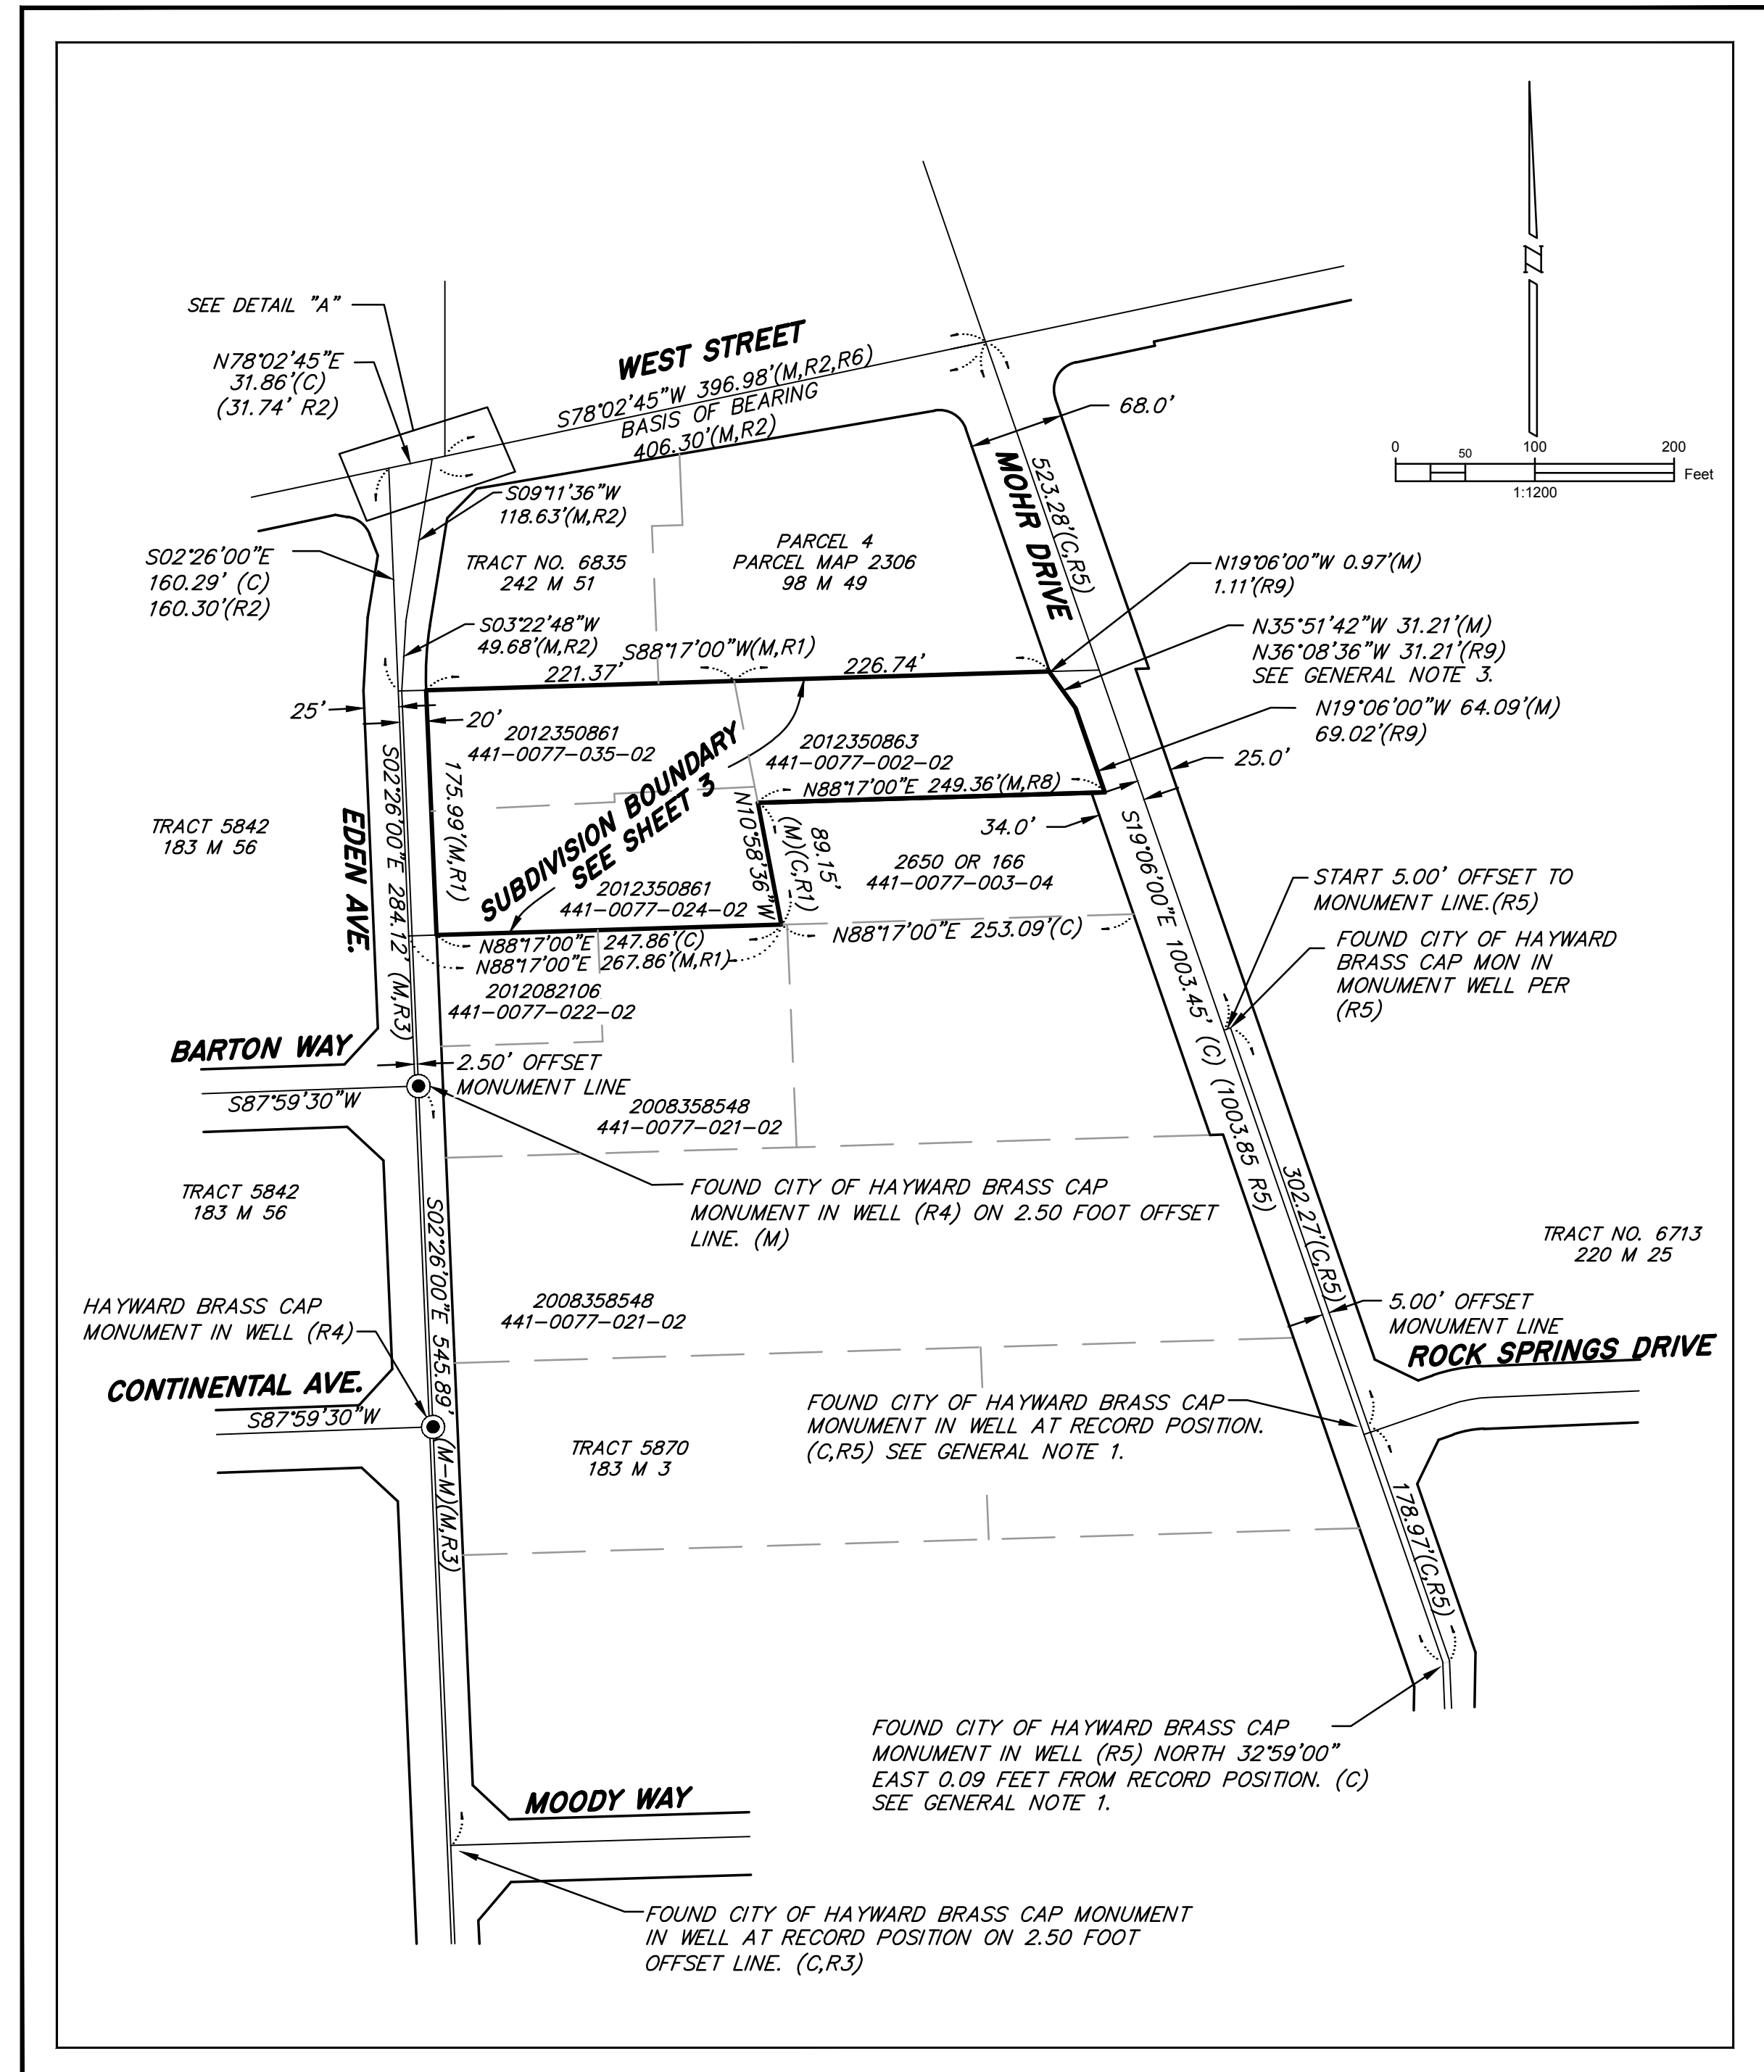 SEE DETAIL "A"
N78°02'45"E
31.86'(C)
(31.74' R2)
WEST STREET
S78°02'45"W 396.98'(M,R2,R6)
BASIS OF BEARING
406.30'(M,R2)
68.0'
0 50 100 200
Feet
1:1200
MOHR DRIVE
523.28'(C,R5)
S09°11'36"W
118.63'(M,R2)
S02°26'00"E
160.29' (C)
160.30'(R2)
TRACT NO. 6835
242 M 51
PARCEL 4
PARCEL MAP 2306
98 M 49
N19°06'00"W 0.97'(M)
1.11'(R9)
S03°22'48"W
49.68'(M,R2)
S88°17'00"W(M,R1)
221.37'
226.74'
N35°51'42"W 31.21'(M)
N36°08'36"W 31.21'(R9)
SEE GENERAL NOTE 3.
N19°06'00"W 64.09'(M)
69.02'(R9)
25'
20'
25.0'
2012350861
441-0077-035-02
2012350863
441-0077-002-02
N88°17'00"E 249.36'(M,R8)
175.99'(M,R1)
SUBDIVISION BOUNDARY
SEE SHEET 3
N10°58'36"W
89.15'
(M)(C,R1)
34.0'
EDEN AVE.
S02°26'00"E 284.12' (M,R3)
TRACT 5842
183 M 56
2650 OR 166
441-0077-003-04
S19°06'00"E 1003.45' (C) (1003.85 R5)
START 5.00' OFFSET TO
MONUMENT LINE.(R5)
2012350861
441-0077-024-02
N88°17'00"E 247.86'(C)
N88°17'00"E 267.86'(M,R1)
N88°17'00"E 253.09'(C)
FOUND CITY OF HAYWARD
BRASS CAP MON IN
MONUMENT WELL PER
(R5)
2012082106
441-0077-022-02
BARTON WAY
2.50' OFFSET
MONUMENT LINE
S87°59'30"W
2008358548
441-0077-021-02
FOUND CITY OF HAYWARD BRASS CAP
MONUMENT IN WELL (R4) ON 2.50 FOOT OFFSET
LINE. (M)
TRACT 5842
183 M 56
302.27'(C,R5)
TRACT NO. 6713
220 M 25
S02°26'00"E 545.89' (M-M)(M,R3)
HAYWARD BRASS CAP
MONUMENT IN WELL (R4)
2008358548
441-0077-021-02
5.00' OFFSET
MONUMENT LINE
ROCK SPRINGS DRIVE
CONTINENTAL AVE.
S87°59'30"W
FOUND CITY OF HAYWARD BRASS CAP
MONUMENT IN WELL AT RECORD POSITION.
(C,R5) SEE GENERAL NOTE 1.
TRACT 5870
183 M 3
178.97'(C,R5)
FOUND CITY OF HAYWARD BRASS CAP
MONUMENT IN WELL (R5) NORTH 32°59'00"
EAST 0.09 FEET FROM RECORD POSITION. (C)
SEE GENERAL NOTE 1.
MOODY WAY
FOUND CITY OF HAYWARD BRASS CAP MONUMENT
IN WELL AT RECORD POSITION ON 2.50 FOOT
OFFSET LINE. (C,R3)